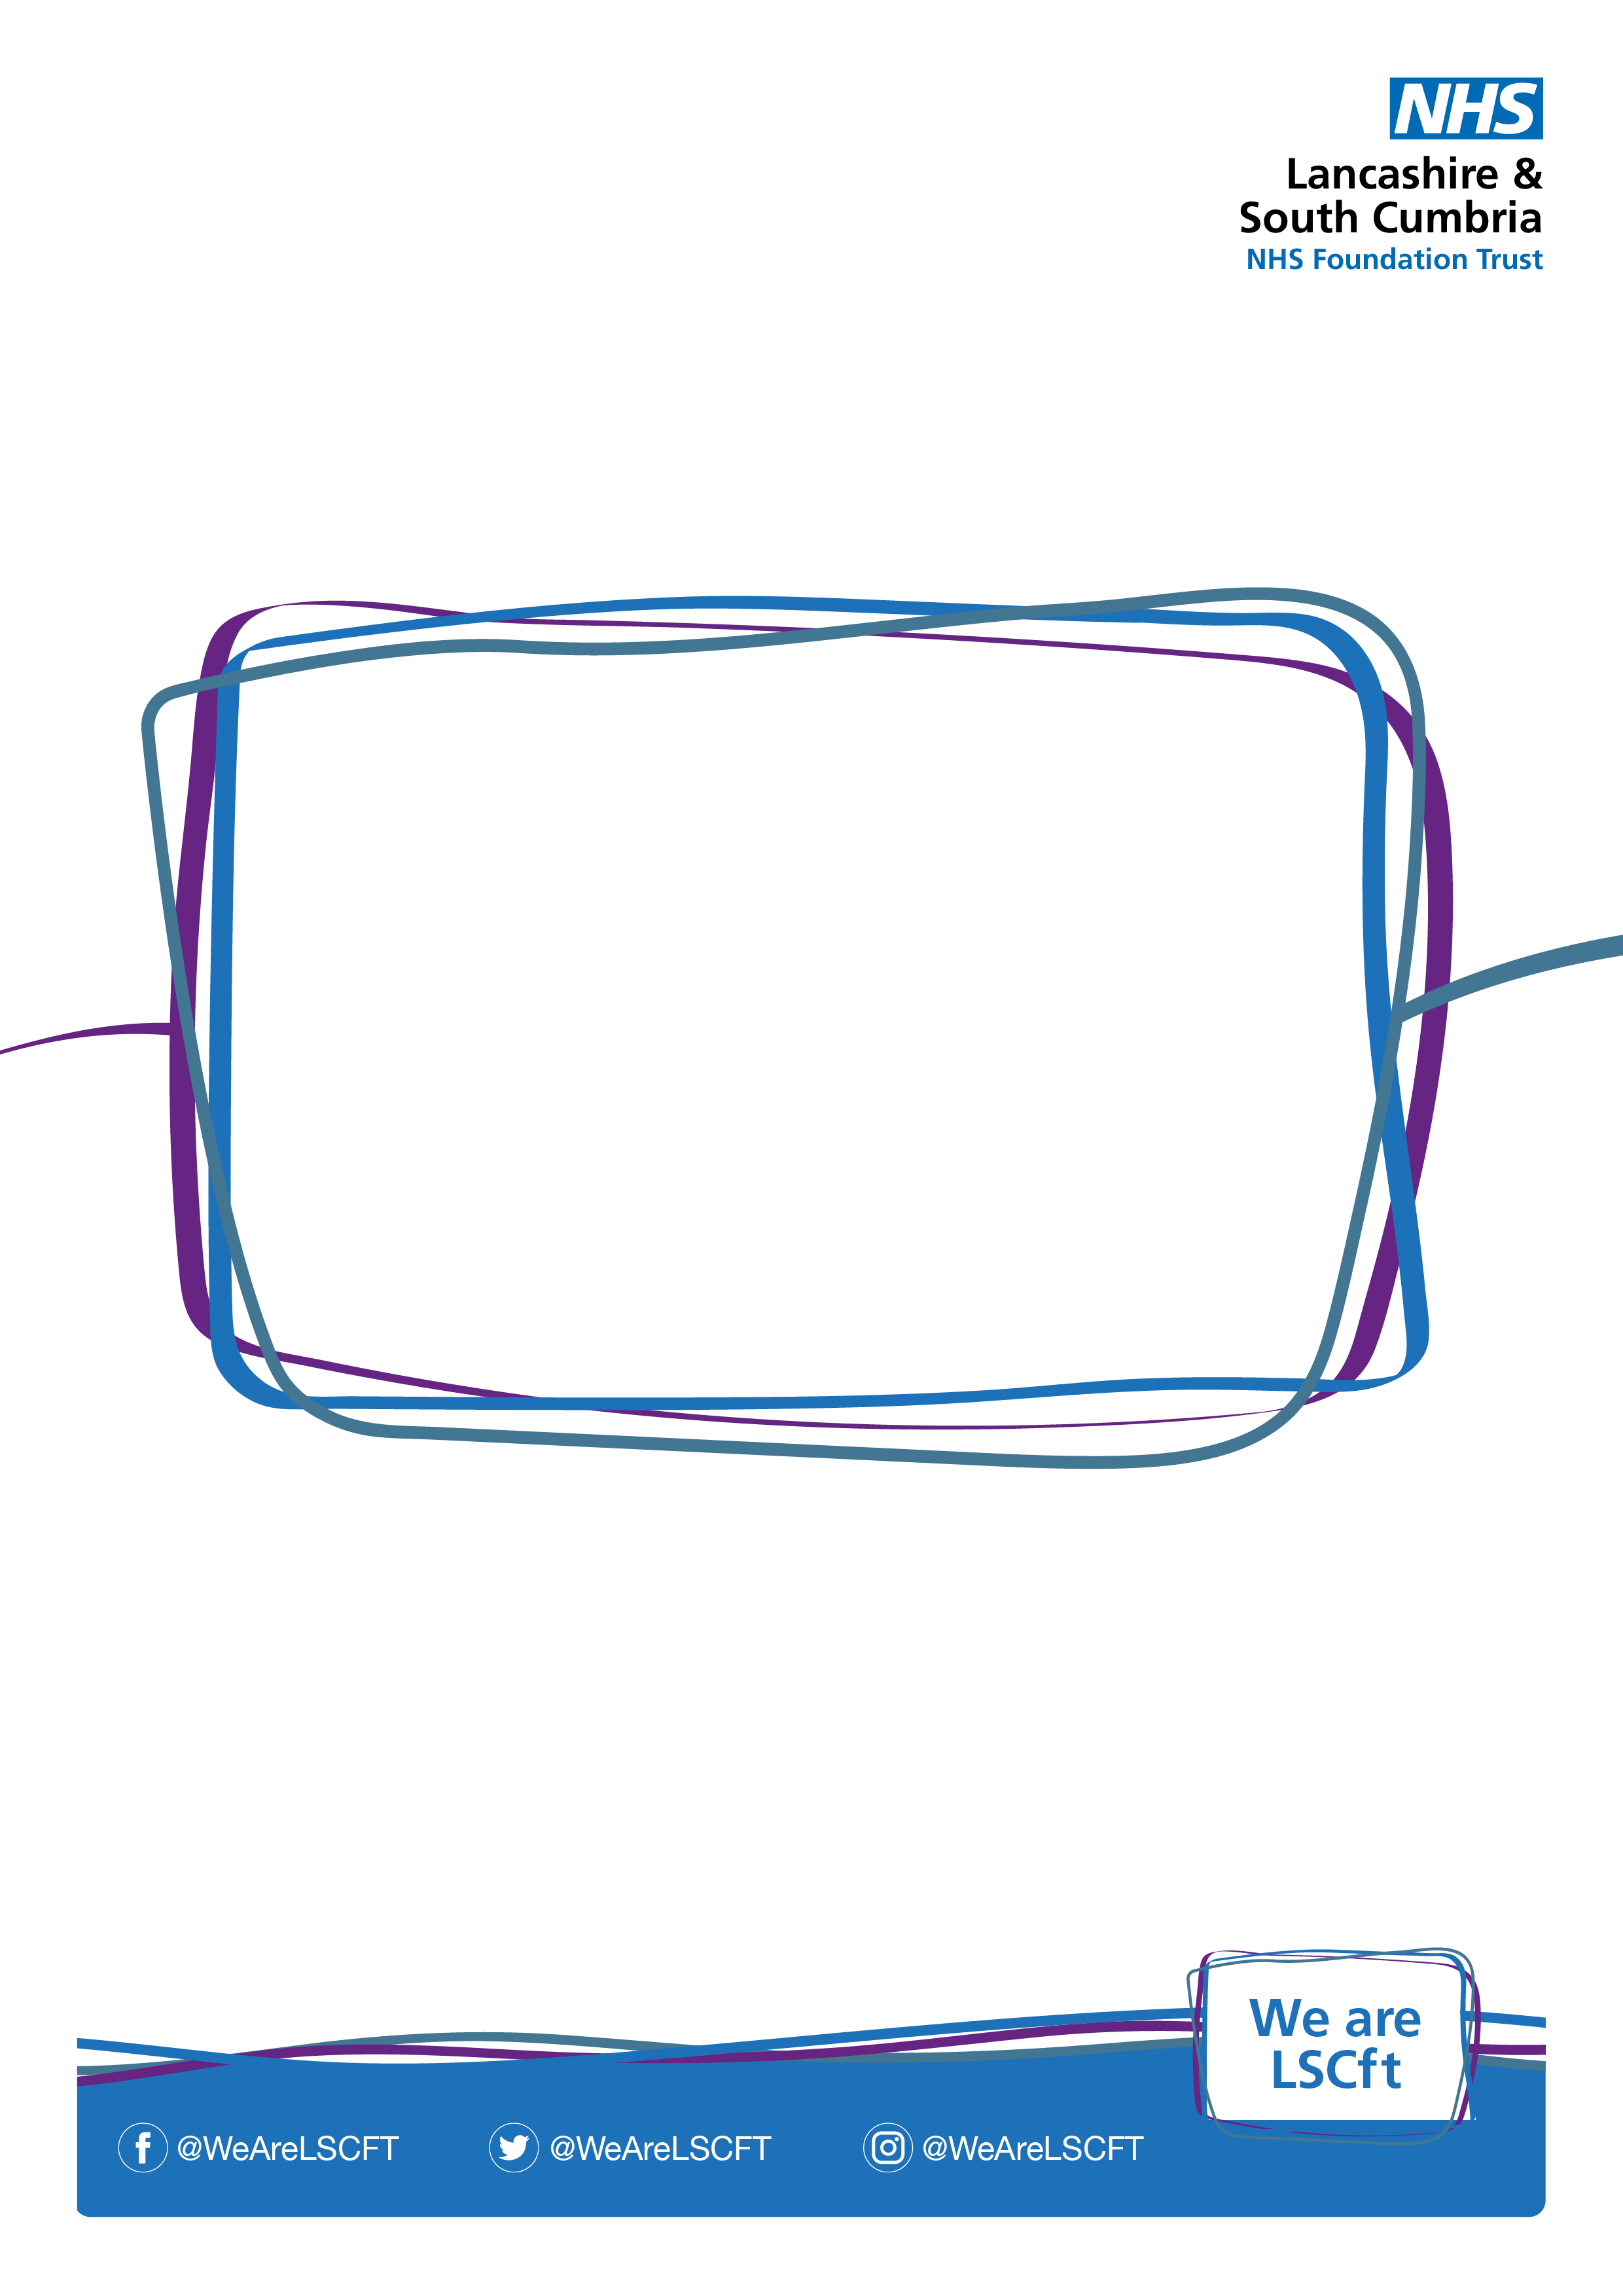 NHS
Lancashire &
South Cumbria
NHS Foundation Trust
We are
LSCft
@WeAreLSCFT
@WeAreLSCFT
@WeAreLSCFT